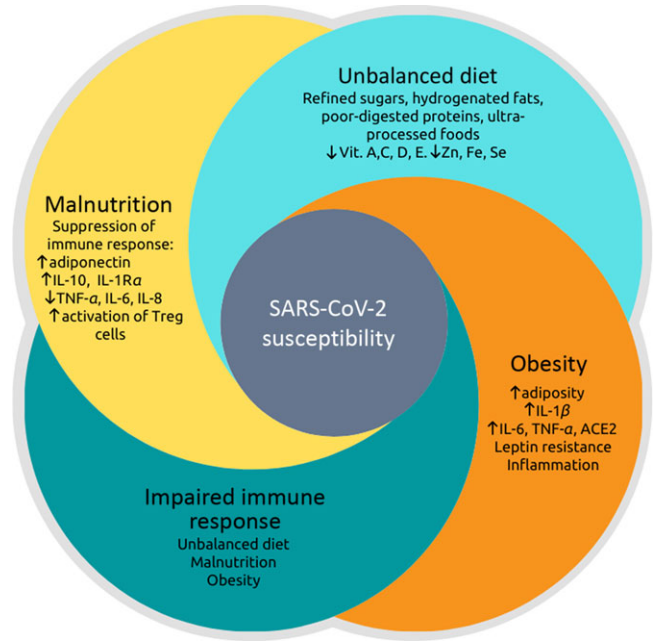 Unbalanced diet
Refined sugars, hydrogenated fats,
poor-digested proteins, ultra-
processed foods
↓Vit. A,C, D, E. ↓Zn, Fe, Se
Malnutrition
Suppression of
immune response:
↑adiponectin
↑IL-10, IL-1Rα
↓TNF-α, IL-6, IL-8
↑activation of Treg
cells
SARS-CoV-2
susceptibility
Obesity
↑adiposity
↑IL-1β
↑IL-6, TNF-α, ACE2
Leptin resistance
Inflammation
Impaired immune
response
Unbalanced diet
Malnutrition
Obesity